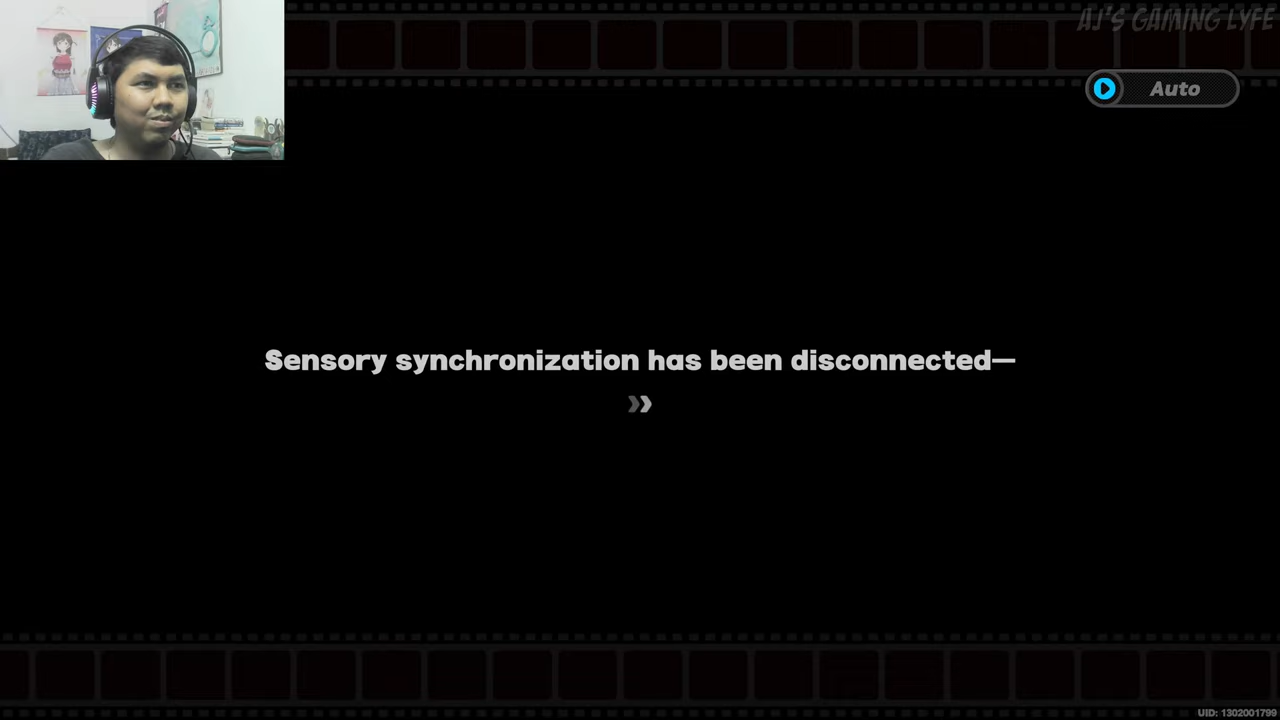 AJ'S GAMING LYFE
Auto
Sensory synchronization has been disconnected—
UID: 1302001799